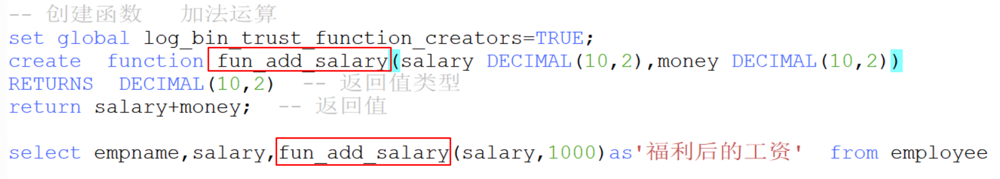 -- 创建函数   加法运算
set global log_bin_trust_function_creators=TRUE;
create  function fun_add_salary(salary DECIMAL(10,2),money DECIMAL(10,2))
RETURNS  DECIMAL(10,2)  -- 返回值类型
return salary+money;  -- 返回值
select empname,salary,fun_add_salary(salary,1000)as'福利后的工资'  from employee